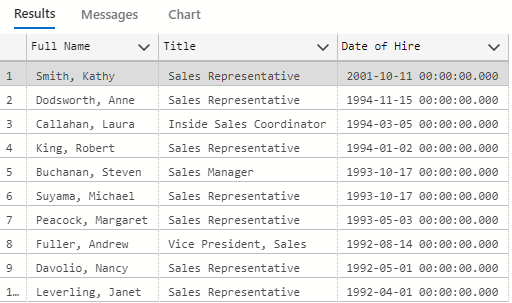 Results Messages Chart
Full Name Title Date of Hire
1 Smith, Kathy Sales Representative 2001-10-11 00:00:00.000
2 Dodsworth, Anne Sales Representative 1994-11-15 00:00:00.000
3 Callahan, Laura Inside Sales Coordinator 1994-03-05 00:00:00.000
4 King, Robert Sales Representative 1994-01-02 00:00:00.000
5 Buchanan, Steven Sales Manager 1993-10-17 00:00:00.000
6 Suyama, Michael Sales Representative 1993-10-17 00:00:00.000
7 Peacock, Margaret Sales Representative 1993-05-03 00:00:00.000
8 Fuller, Andrew Vice President, Sales 1992-08-14 00:00:00.000
9 Davolio, Nancy Sales Representative 1992-05-01 00:00:00.000
1… Leverling, Janet Sales Representative 1992-04-01 00:00:00.000